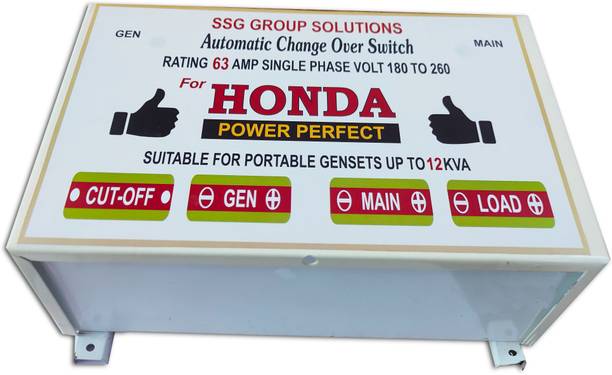 SSG GROUP SOLUTIONS
GEN
Automatic Change Over Switch
MAIN
RATING 63 AMP SINGLE PHASE VOLT 180 TO 260
For HONDA
POWER PERFECT
SUITABLE FOR PORTABLE GENSETS UP TO 12KVA
CUT-OFF
GEN
MAIN
LOAD